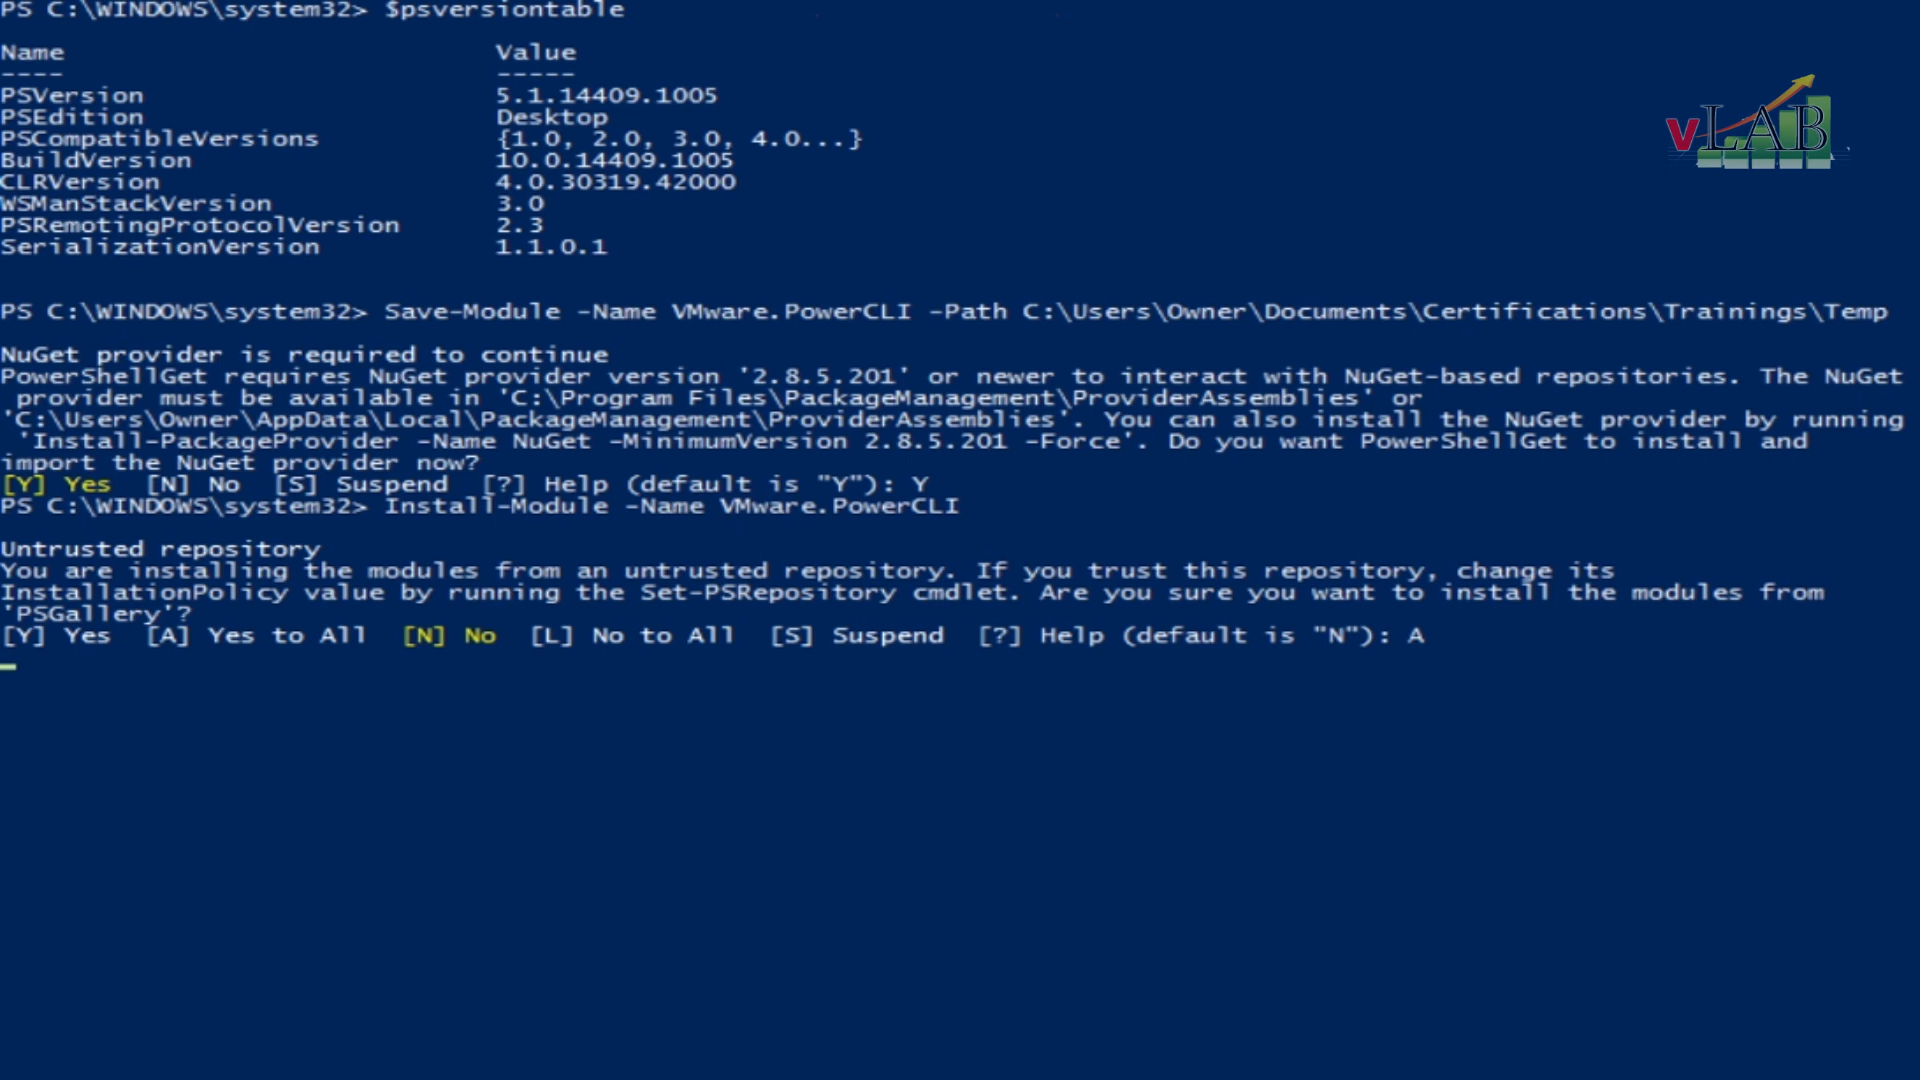 PS C:\WINDOWS\system32> $psversiontable
Name Value
---- -----
PSVersion 5.1.14409.1005
PSEdition Desktop
PSCompatibleVersions {1.0, 2.0, 3.0, 4.0...}
BuildVersion 10.0.14409.1005
CLRVersion 4.0.30319.42000
WSManStackVersion 3.0
PSRemotingProtocolVersion 2.3
SerializationVersion 1.1.0.1
vLAB
PS C:\WINDOWS\system32> Save-Module -Name VMware.PowerCLI -Path C:\Users\Owner\Documents\Certifications\Trainings\Temp
NuGet provider is required to continue
PowerShellGet requires NuGet provider version '2.8.5.201' or newer to interact with NuGet-based repositories. The NuGet
provider must be available in 'C:\Program Files\PackageManagement\ProviderAssemblies' or
'C:\Users\Owner\AppData\Local\PackageManagement\ProviderAssemblies'. You can also install the NuGet provider by running
'Install-PackageProvider -Name NuGet -MinimumVersion 2.8.5.201 -Force'. Do you want PowerShellGet to install and
import the NuGet provider now?
[Y] Yes [N] No [S] Suspend [?] Help (default is "Y"): Y
PS C:\WINDOWS\system32> Install-Module -Name VMware.PowerCLI
Untrusted repository
You are installing the modules from an untrusted repository. If you trust this repository, change its
InstallationPolicy value by running the Set-PSRepository cmdlet. Are you sure you want to install the modules from
'PSGallery'?
[Y] Yes [A] Yes to All [N] No [L] No to All [S] Suspend [?] Help (default is "N"): A